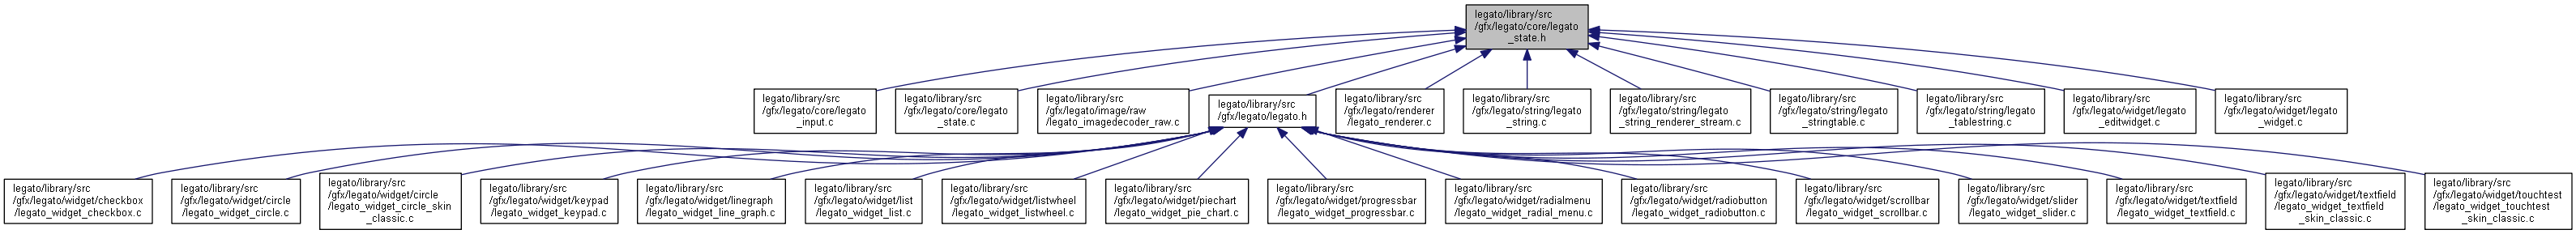 legato/library/src
/gfx/legato/core/legato
_state.h
legato/library/src
/gfx/legato/core/legato
_input.c
legato/library/src
/gfx/legato/core/legato
_state.c
legato/library/src
/gfx/legato/image/raw
/legato_imagedecoder_raw.c
legato/library/src
/gfx/legato/legato.h
legato/library/src
/gfx/legato/renderer
/legato_renderer.c
legato/library/src
/gfx/legato/string/legato
_string.c
legato/library/src
/gfx/legato/string/legato
_string_renderer_stream.c
legato/library/src
/gfx/legato/string/legato
_stringtable.c
legato/library/src
/gfx/legato/string/legato
_tablestring.c
legato/library/src
/gfx/legato/widget/legato
_editwidget.c
legato/library/src
/gfx/legato/widget/legato
_widget.c
legato/library/src
/gfx/legato/widget/checkbox
/legato_widget_checkbox.c
legato/library/src
/gfx/legato/widget/circle
/legato_widget_circle.c
legato/library/src
/gfx/legato/widget/circle
/legato_widget_circle_skin
_classic.c
legato/library/src
/gfx/legato/widget/keypad
/legato_widget_keypad.c
legato/library/src
/gfx/legato/widget/linegraph
/legato_widget_line_graph.c
legato/library/src
/gfx/legato/widget/list
/legato_widget_list.c
legato/library/src
/gfx/legato/widget/listwheel
/legato_widget_listwheel.c
legato/library/src
/gfx/legato/widget/piechart
/legato_widget_pie_chart.c
legato/library/src
/gfx/legato/widget/progressbar
/legato_widget_progressbar.c
legato/library/src
/gfx/legato/widget/radialmenu
/legato_widget_radial_menu.c
legato/library/src
/gfx/legato/widget/radiobutton
/legato_widget_radiobutton.c
legato/library/src
/gfx/legato/widget/scrollbar
/legato_widget_scrollbar.c
legato/library/src
/gfx/legato/widget/slider
/legato_widget_slider.c
legato/library/src
/gfx/legato/widget/textfield
/legato_widget_textfield.c
legato/library/src
/gfx/legato/widget/textfield
/legato_widget_textfield
_skin_classic.c
legato/library/src
/gfx/legato/widget/touchtest
/legato_widget_touchtest
_skin_classic.c